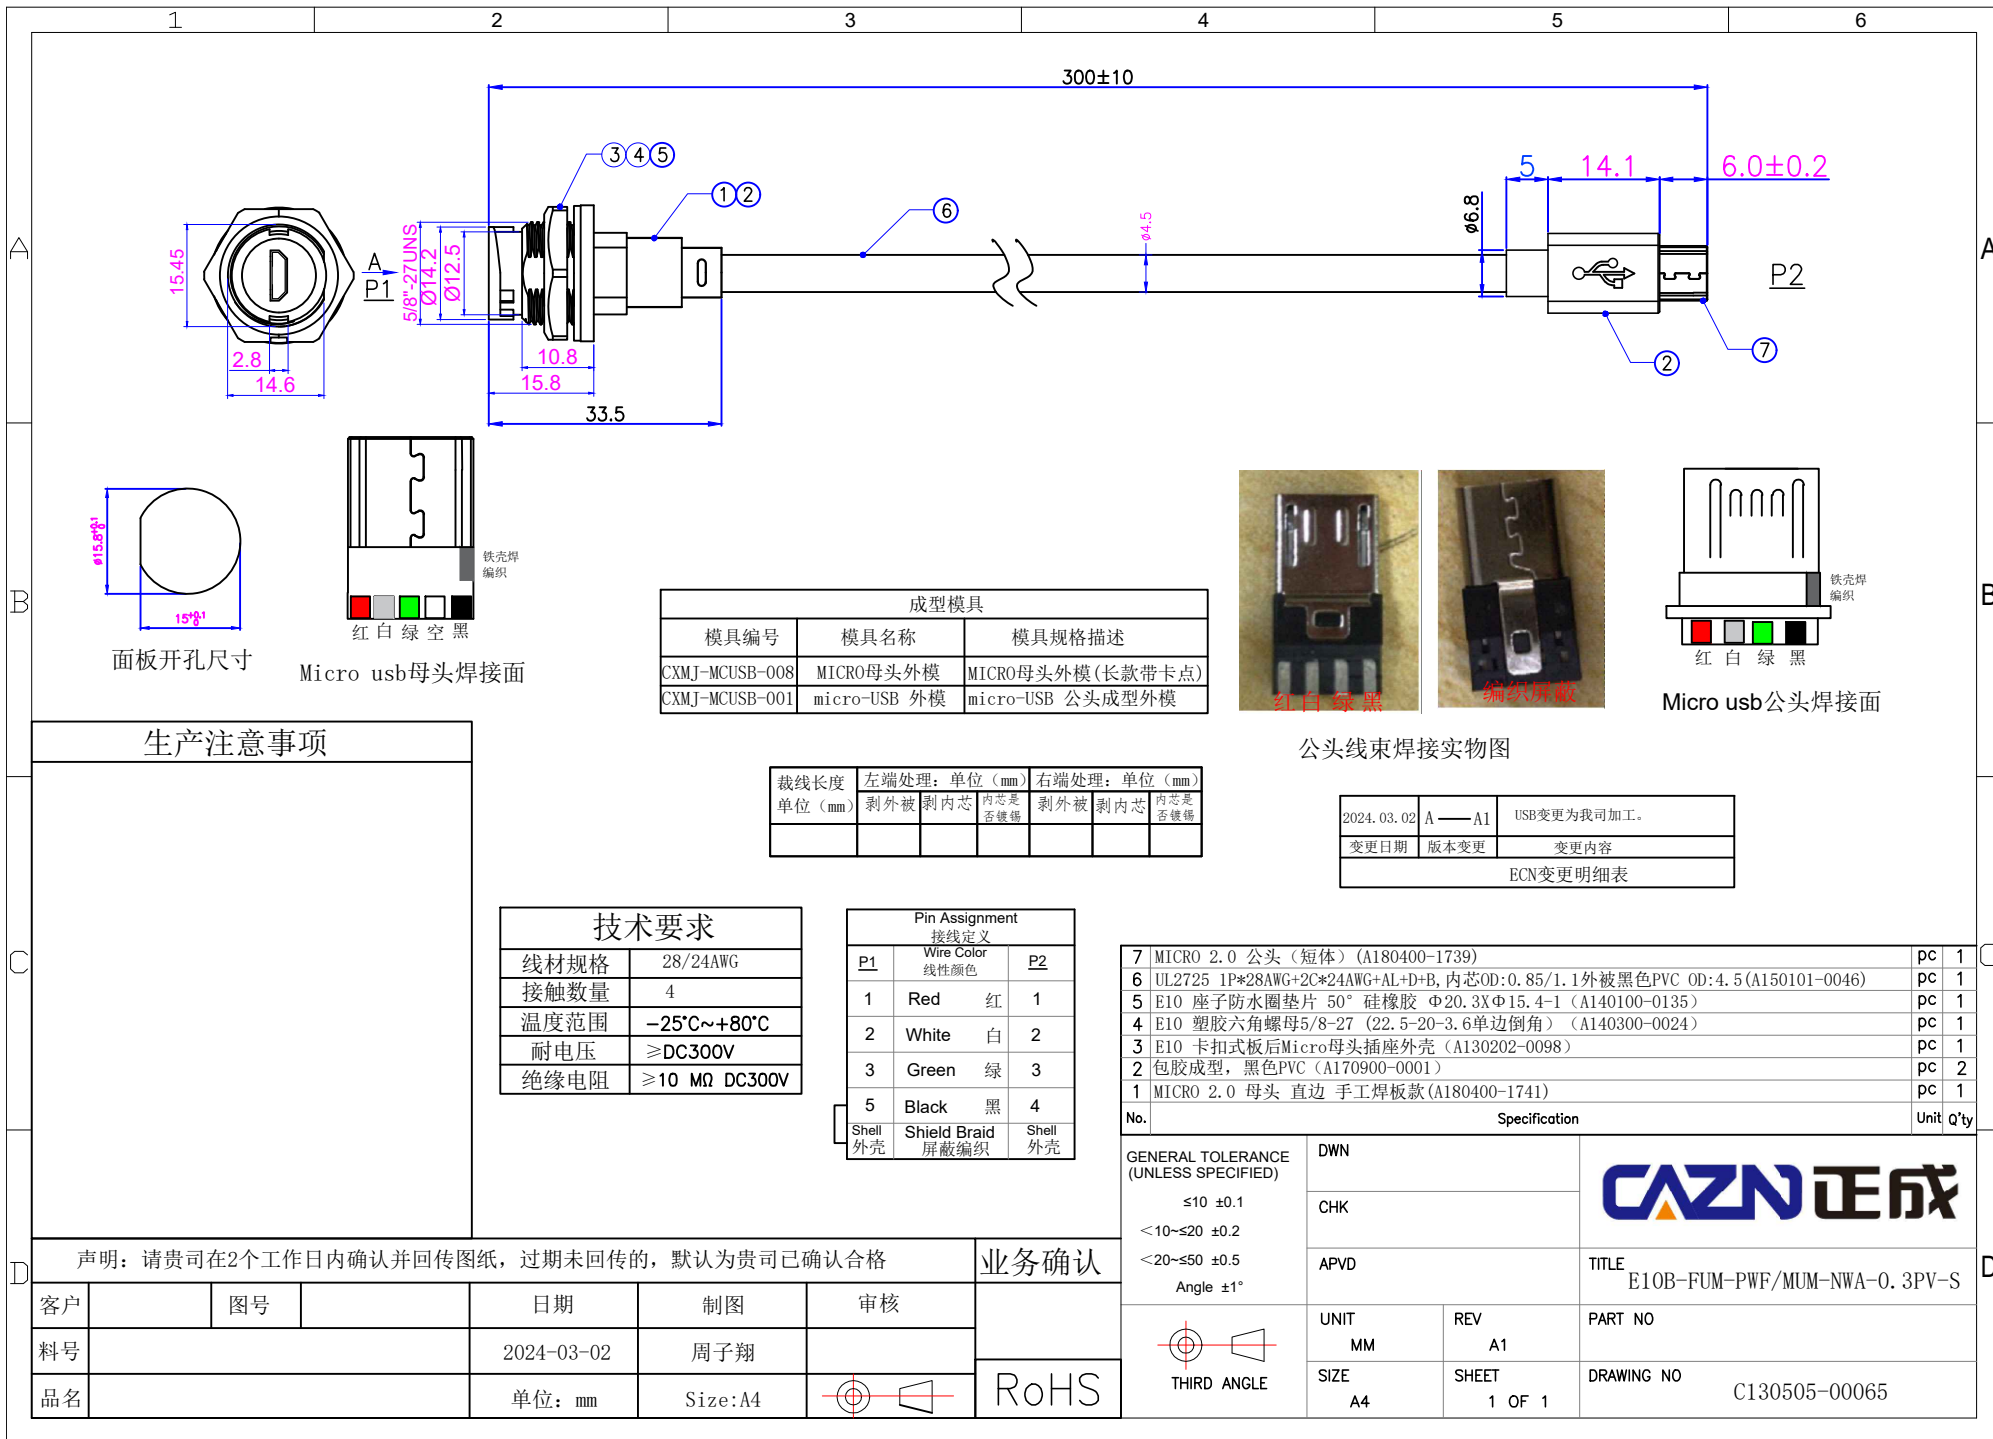 1 2 3 4 5 6
A
B
C
D
A
B
C
D
300±10
3 4 5
1 2
6
5 14.1 6.0±0.2
ø6.8
ø4.5
A
P1
P2
15.45
2.8
14.6
5/8"-27UNS
Ø14.2
Ø12.5
10.8
15.8
33.5
2
7
ø15.8+0.1 0
15+0.1 0
面板开孔尺寸
铁壳焊
编织
红 白 绿 空 黑
Micro usb母头焊接面
成型模具
模具编号 模具名称 模具规格描述
CXMJ-MCUSB-008 MICRO母头外模 MICRO母头外模(长款带卡点)
CXMJ-MCUSB-001 micro-USB 外模 micro-USB 公头成型外模
红 白 绿 黑
编织屏蔽
公头线束焊接实物图
铁壳焊
编织
红 白 绿 黑
Micro usb公头焊接面
生产注意事项
裁线长度
单位（mm）
左端处理：单位（mm） 右端处理：单位（mm）
剥外被 剥内芯 内芯是否镀锡 剥外被 剥内芯 内芯是否镀锡
2024.03.02 A——A1 USB变更为我司加工。
变更日期 版本变更 变更内容
ECN变更明细表
技术要求
线材规格 28/24AWG
接触数量 4
温度范围 -25℃~+80℃
耐电压 ≥DC300V
绝缘电阻 ≥10 MΩ DC300V
Pin Assignment
接线定义
P1 Wire Color P2
线性颜色
1 Red 红 1
2 White 白 2
3 Green 绿 3
5 Black 黑 4
Shell Shield Braid Shell
外壳 屏蔽编织 外壳
7 MICRO 2.0 公头（短体）(A180400-1739) pc 1
6 UL2725 1P*28AWG+2C*24AWG+AL+D+B,内芯OD:0.85/1.1外被黑色PVC OD:4.5(A150101-0046) pc 1
5 E10 座子防水圈垫片 50° 硅橡胶 Φ20.3XΦ15.4-1（A140100-0135） pc 1
4 E10 塑胶六角螺母5/8-27（22.5-20-3.6单边倒角）（A140300-0024） pc 1
3 E10 卡扣式板后Micro母头插座外壳（A130202-0098） pc 1
2 包胶成型，黑色PVC（A170900-0001） pc 2
1 MICRO 2.0 母头 直边 手工焊板款(A180400-1741) pc 1
No. Specification Unit Q'ty
GENERAL TOLERANCE
(UNLESS SPECIFIED)
≤10 ±0.1
＜10~≤20 ±0.2
＜20~≤50 ±0.5
Angle ±1°
THIRD ANGLE
DWN
CHK
APVD
UNIT
MM
REV
A1
SIZE
A4
SHEET
1 OF 1
CAZN正成
TITLE
E10B-FUM-PWF/MUM-NWA-0.3PV-S
PART NO
DRAWING NO
C130505-00065
声明：请贵司在2个工作日内确认并回传图纸，过期未回传的，默认为贵司已确认合格
业务确认
客户 图号 日期 制图 审核
料号 2024-03-02 周子翔
品名 单位：mm Size:A4
RoHS